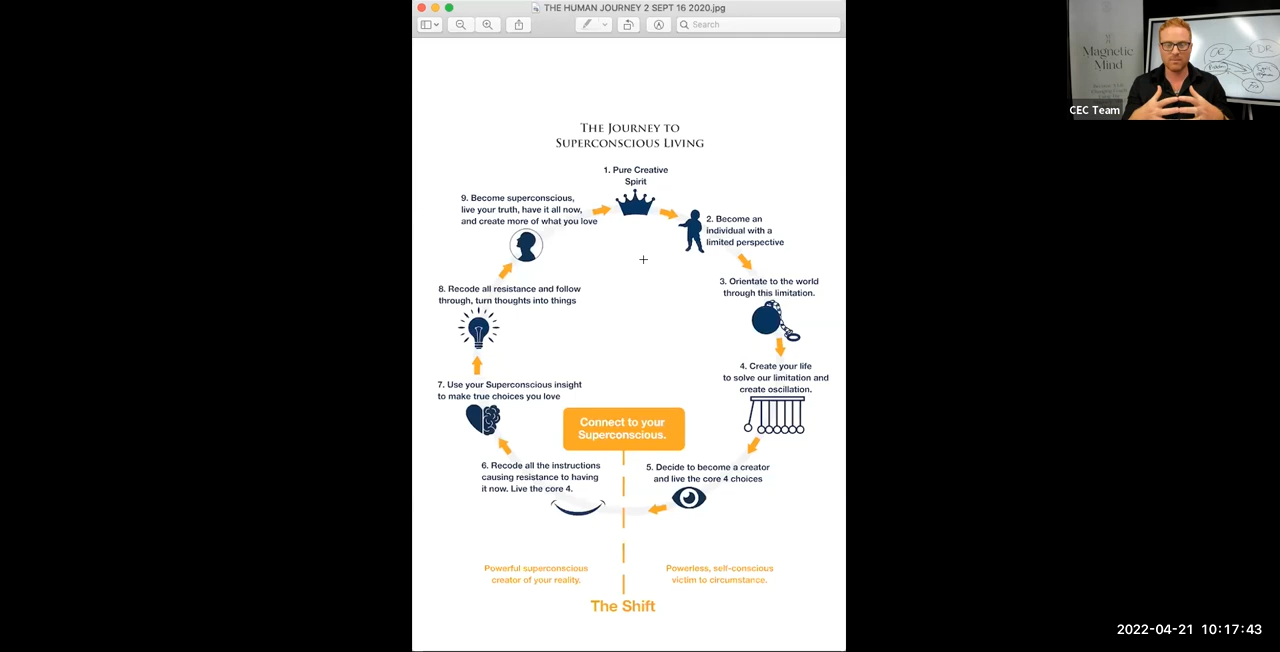 THE HUMAN JOURNEY 2 SEPT 16 2020.jpg
Search
Magnetic
Mind
CEC Team
OR
DR
THE JOURNEY TO
SUPERCONSCIOUS LIVING
1. Pure Creative
Spirit
2. Become an
individual with a
limited perspective
3. Orientate to the world
through this limitation.
4. Create your life
to solve our limitation and
create oscillation.
5. Decide to become a creator
and live the core 4 choices
6. Recode all the instructions
causing resistance to having
it now. Live the core 4.
7. Use your Superconscious insight
to make true choices you love
8. Recode all resistance and follow
through, turn thoughts into things
9. Become superconscious,
live your truth, have it all now,
and create more of what you love
Connect to your
Superconscious.
Powerful superconscious
creator of your reality.
Powerless, self-conscious
victim to circumstance.
The Shift
2022-04-21 10:17:43